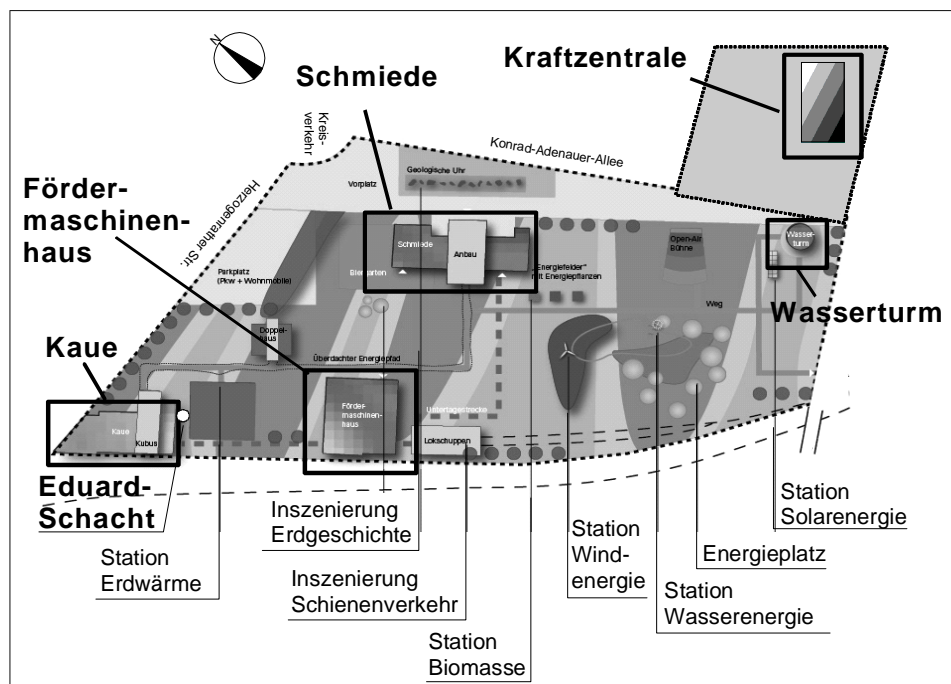 N
Schmiede
Kraftzentrale
Kreis-
verkehr
Konrad-Adenauer-Allee
Geologische Uhr
Vorplatz
Förder-
maschinen-
haus
Herzogenrather Str.
Schmiede
Anbau
Open-Air
Bühne
Wasser-
turm
Parkplatz
(Pkw + Wohnmobile)
Biergarten
„Energiefelder"
mit Energiepflanzen
Weg
Wasserturm
Doppel-
haus
Kaue
Überdachter Energiepfad
Förder-
maschinen-
haus
Untertagestrecke
Kaue
Kubus
Lokschuppen
Eduard-
Schacht
Station
Erdwärme
Inszenierung
Erdgeschichte
Inszenierung
Schienenverkehr
Station
Biomasse
Station
Wind-
energie
Station
Wasserenergie
Energieplatz
Station
Solarenergie